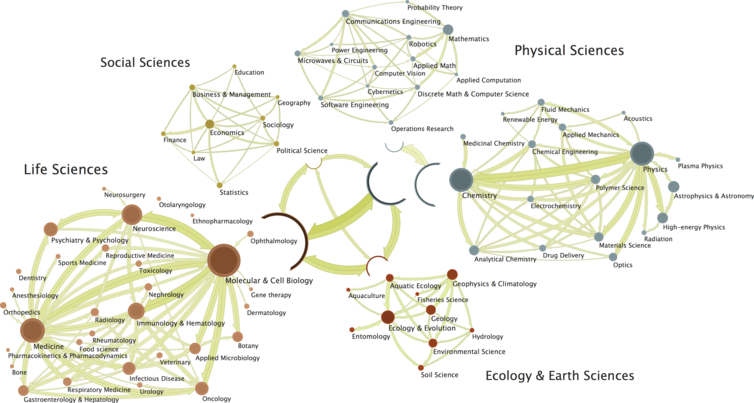 Probability Theory
Communications Engineering
Mathematics
Robotics
Power Engineering
Microwaves & Circuits
Applied Math
Computer Vision
Applied Computation
Cybernetics
Discrete Math & Computer Science
Software Engineering
Operations Research
Physical Sciences
Social Sciences
Education
Business & Management
Geography
Sociology
Economics
Finance
Political Science
Law
Statistics
Fluid Mechanics
Renewable Energy
Acoustics
Applied Mechanics
Medicinal Chemistry
Chemical Engineering
Physics
Plasma Physics
Chemistry
Polymer Science
Astrophysics & Astronomy
Electrochemistry
High-energy Physics
Radiation
Materials Science
Analytical Chemistry
Drug Delivery
Optics
Life Sciences
Neurosurgery
Otolaryngology
Ethnopharmacology
Neuroscience
Psychiatry & Psychology
Ophthalmology
Reproductive Medicine
Sports Medicine
Toxicology
Dentistry
Molecular & Cell Biology
Anesthesiology
Nephrology
Gene therapy
Orthopedics
Dermatology
Radiology
Immunology & Hematology
Rheumatology
Medicine
Food science
Botany
Pharmacokinetics & Pharmacodynamics
Veterinary
Applied Microbiology
Bone
Infectious Disease
Respiratory Medicine
Urology
Oncology
Gastroenterology & Hepatology
Aquatic Ecology
Geophysics & Climatology
Aquaculture
Fisheries Science
Geology
Ecology & Evolution
Entomology
Hydrology
Environmental Science
Soil Science
Ecology & Earth Sciences